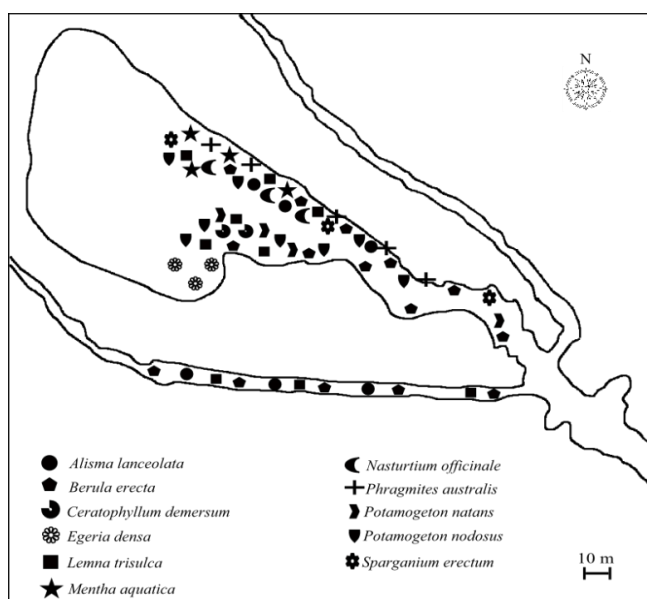 N
Alisma lanceolata
Berula erecta
Ceratophyllum demersum
Egeria densa
Lemna trisulca
Mentha aquatica
Nasturtium officinale
Phragmites australis
Potamogeton natans
Potamogeton nodosus
Sparganium erectum
10 m